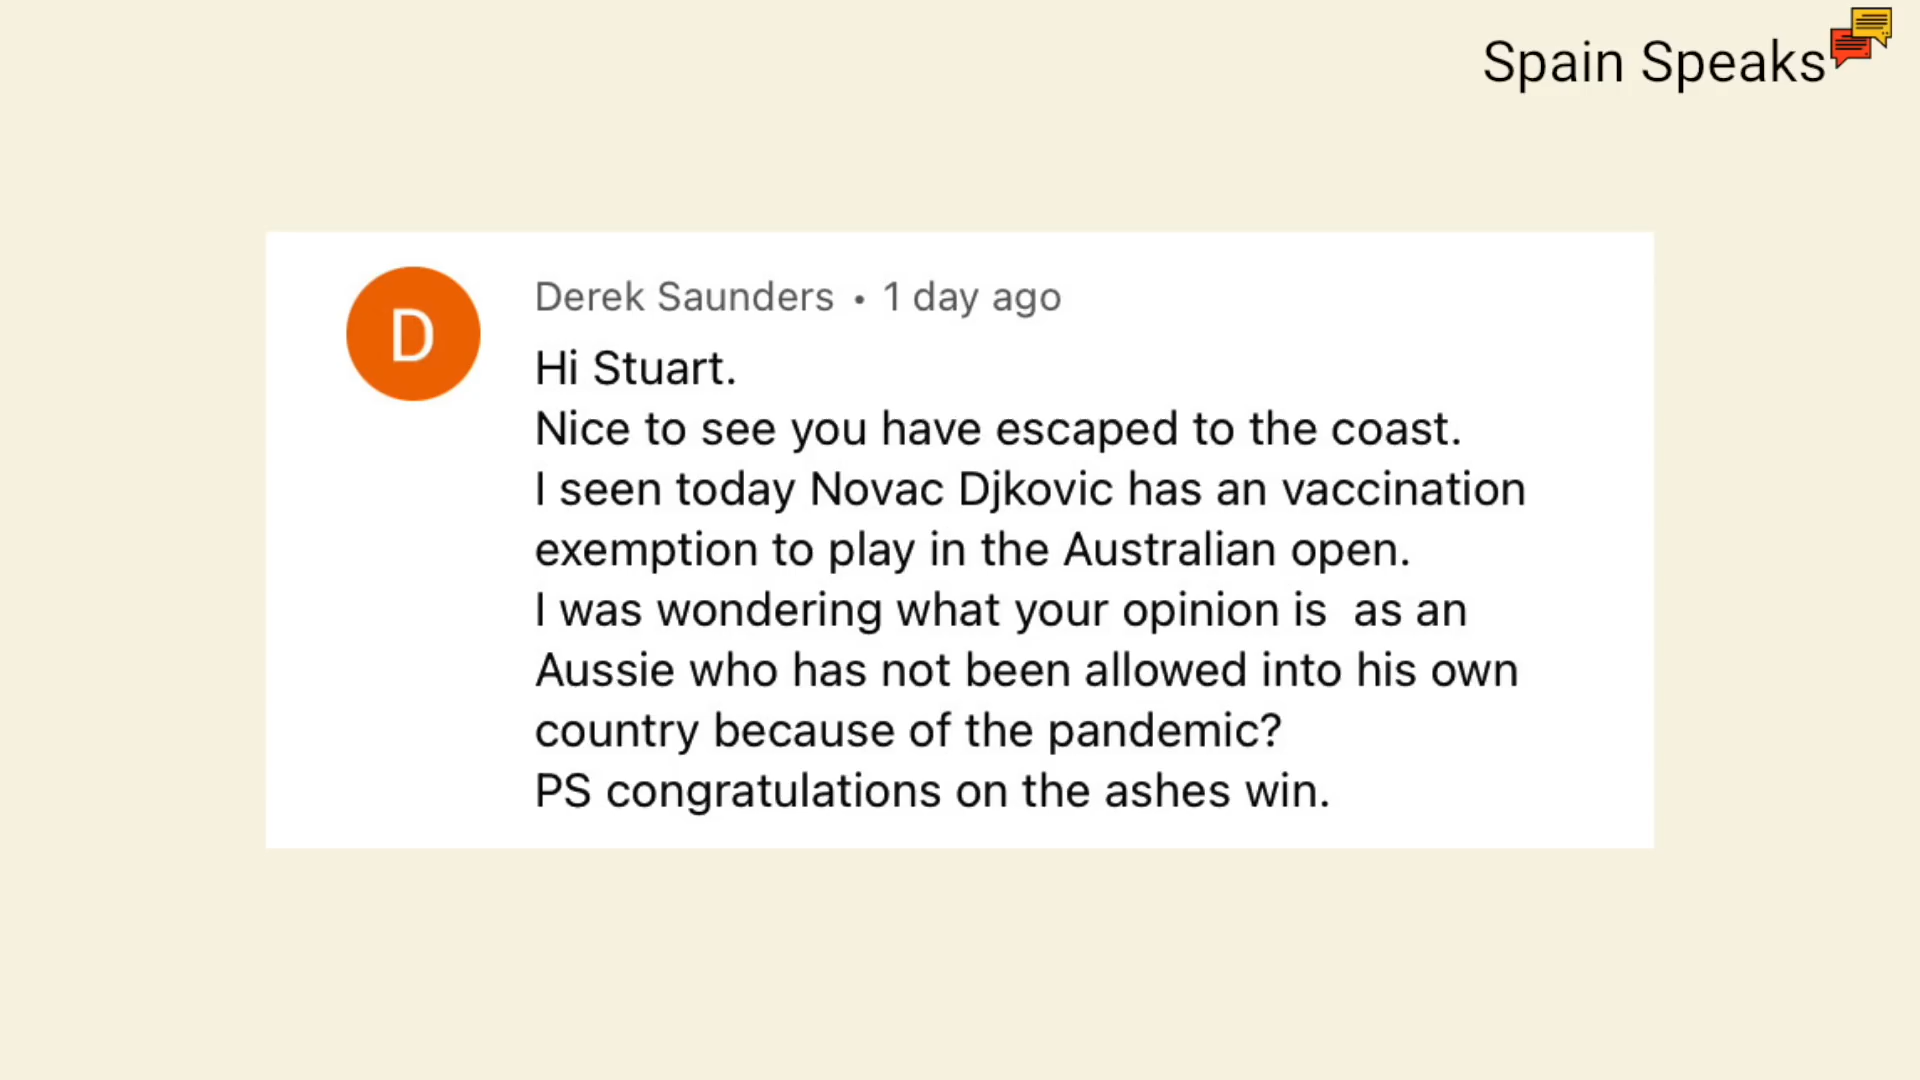 Spain Speaks
D
Derek Saunders • 1 day ago
Hi Stuart.
Nice to see you have escaped to the coast.
I seen today Novac Djkovic has an vaccination
exemption to play in the Australian open.
I was wondering what your opinion is  as an
Aussie who has not been allowed into his own
country because of the pandemic?
PS congratulations on the ashes win.